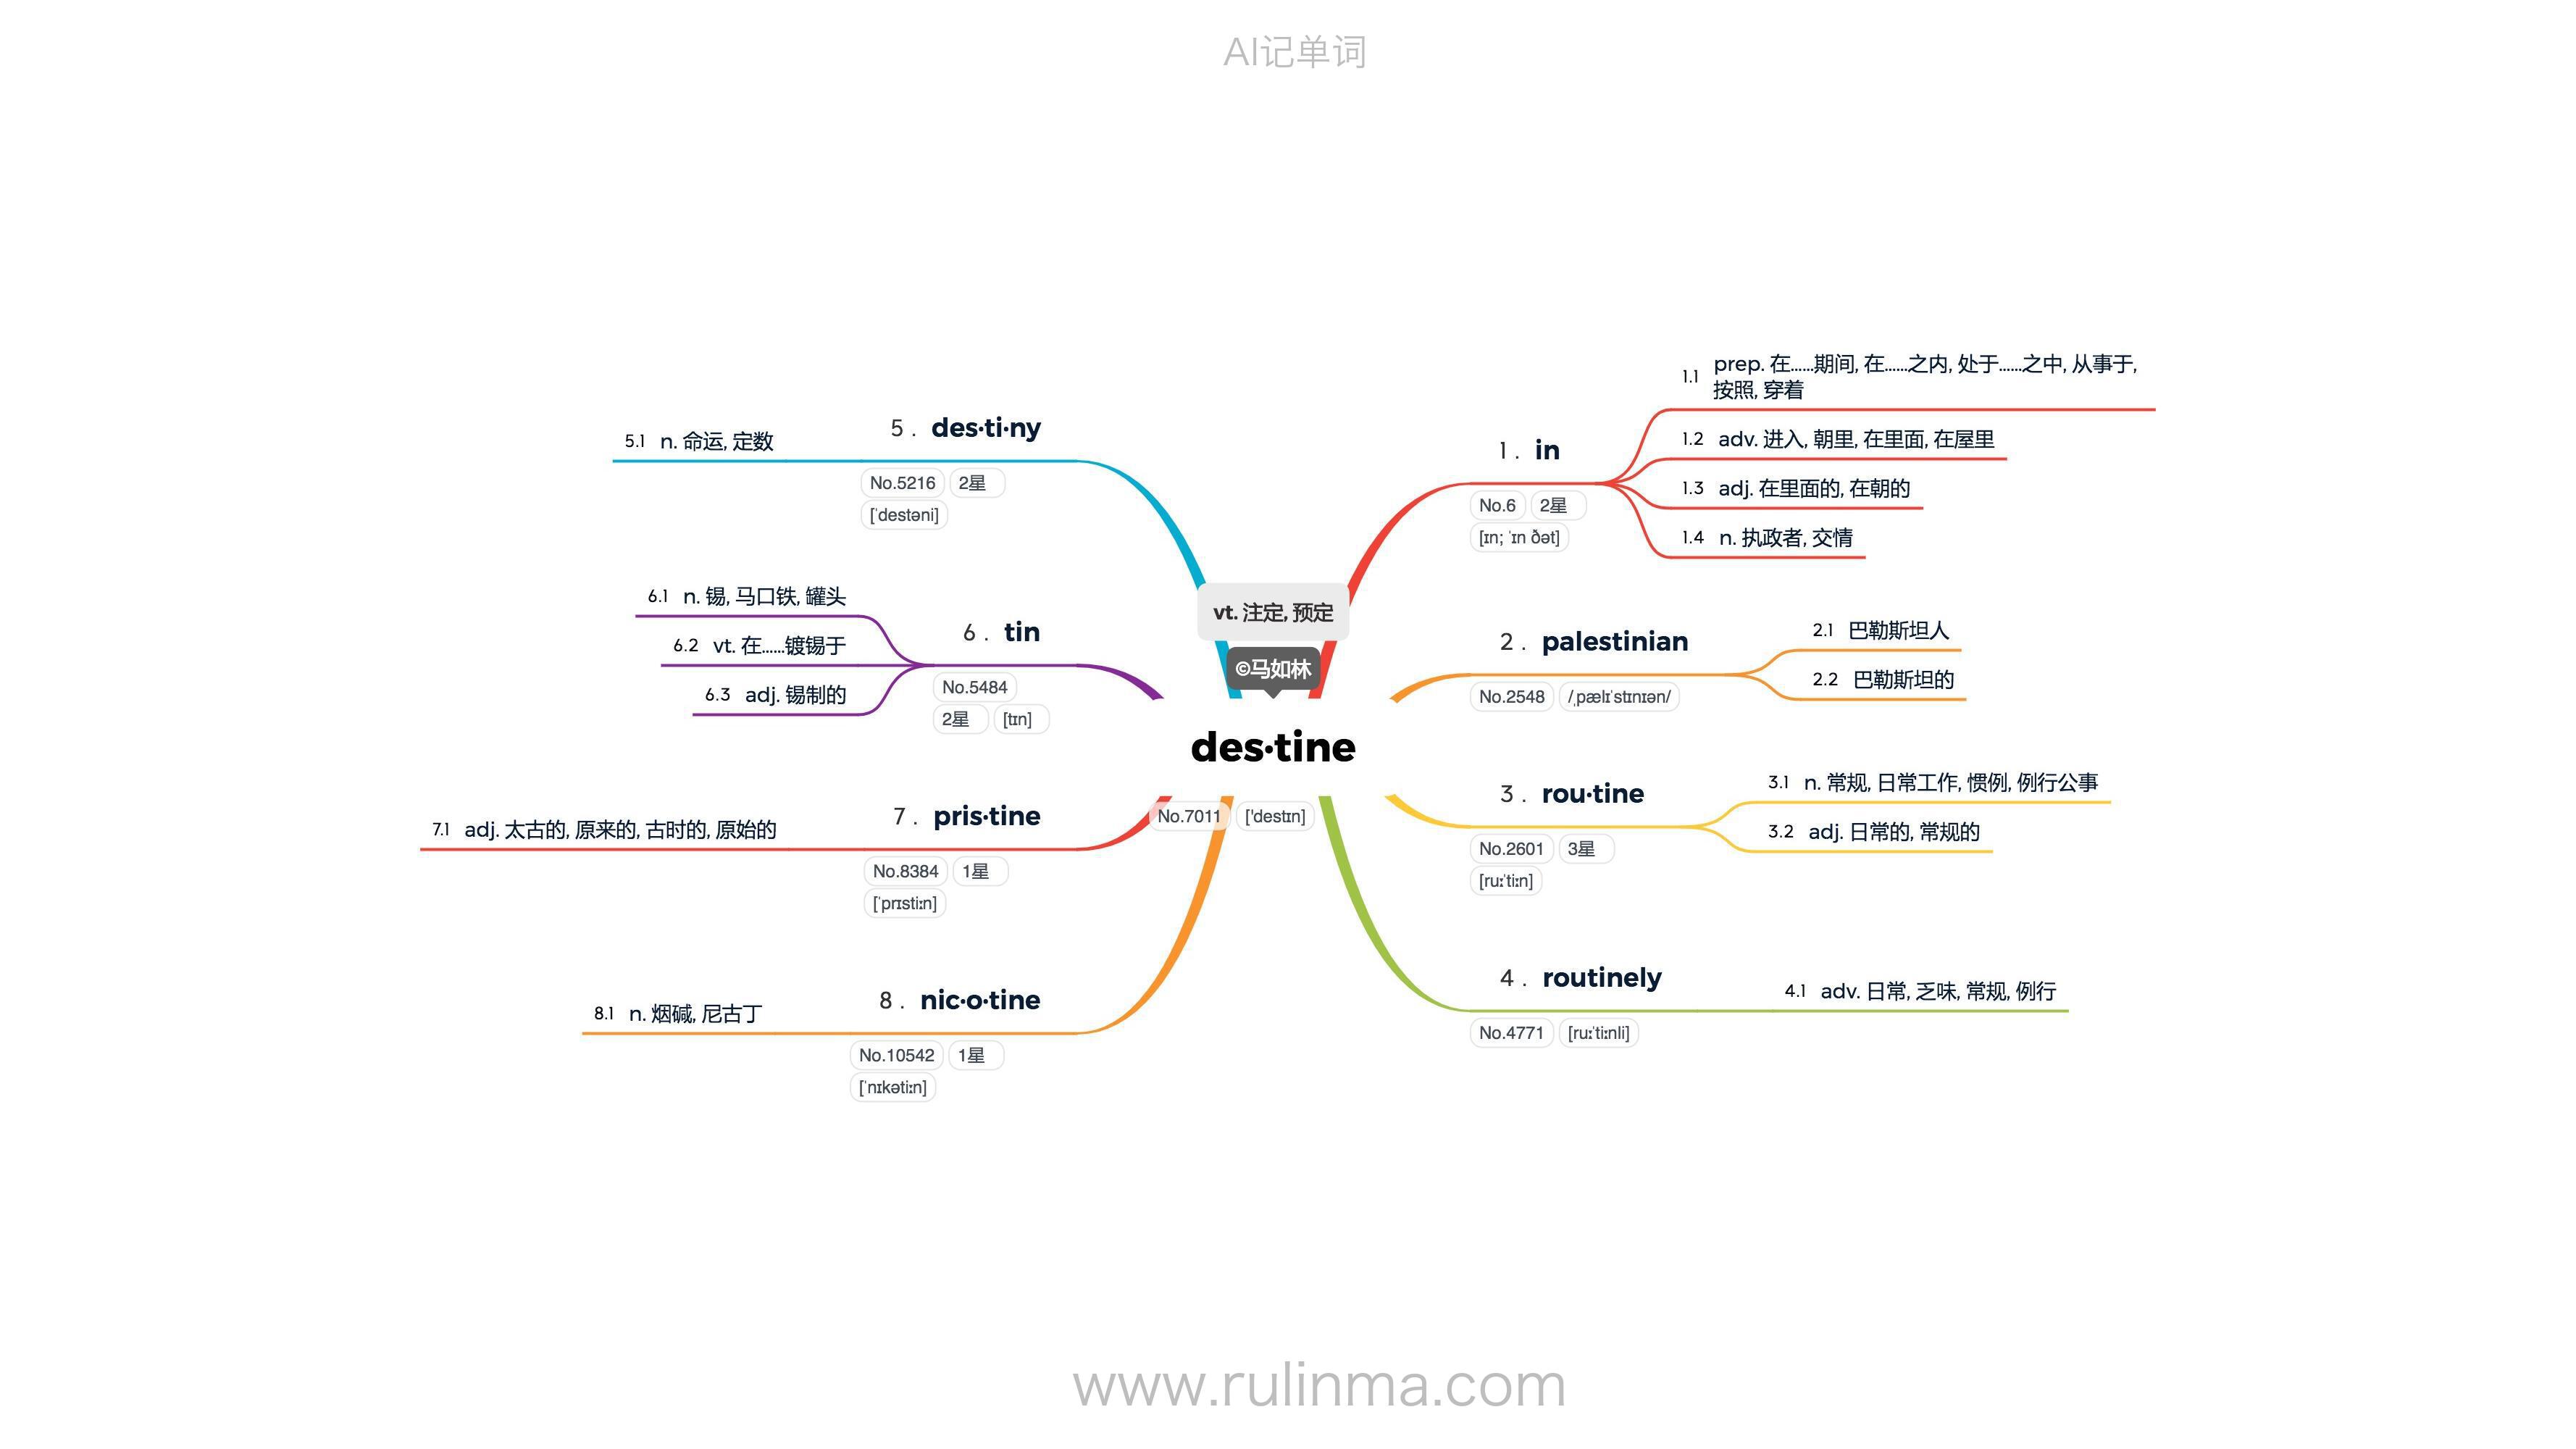 AI记单词
vt. 注定, 预定
©马如林
des·tine
No.7011 ['destɪn]
1. in
No.6 2星
[ɪn; ˈɪn ðət]
1.1 prep. 在……期间, 在……之内, 处于……之中, 从事于,
按照, 穿着
1.2 adv. 进入, 朝里, 在里面, 在屋里
1.3 adj. 在里面的, 在朝的
1.4 n. 执政者, 交情
2. palestinian
No.2548 /ˌpælɪˈstɪnɪən/
2.1 巴勒斯坦人
2.2 巴勒斯坦的
3. rou·tine
No.2601 3星
[ruːˈtiːn]
3.1 n. 常规, 日常工作, 惯例, 例行公事
3.2 adj. 日常的, 常规的
4. routinely
No.4771 [ruːˈtiːnli]
4.1 adv. 日常, 乏味, 常规, 例行
5. des·ti·ny
No.5216 2星
[ˈdestəni]
5.1 n. 命运, 定数
6. tin
No.5484
2星 [tɪn]
6.1 n. 锡, 马口铁, 罐头
6.2 vt. 在……镀锡于
6.3 adj. 锡制的
7. pris·tine
No.8384 1星
[ˈprɪstiːn]
7.1 adj. 太古的, 原来的, 古时的, 原始的
8. nic·o·tine
No.10542 1星
[ˈnɪkətiːn]
8.1 n. 烟碱, 尼古丁
www.rulinma.com